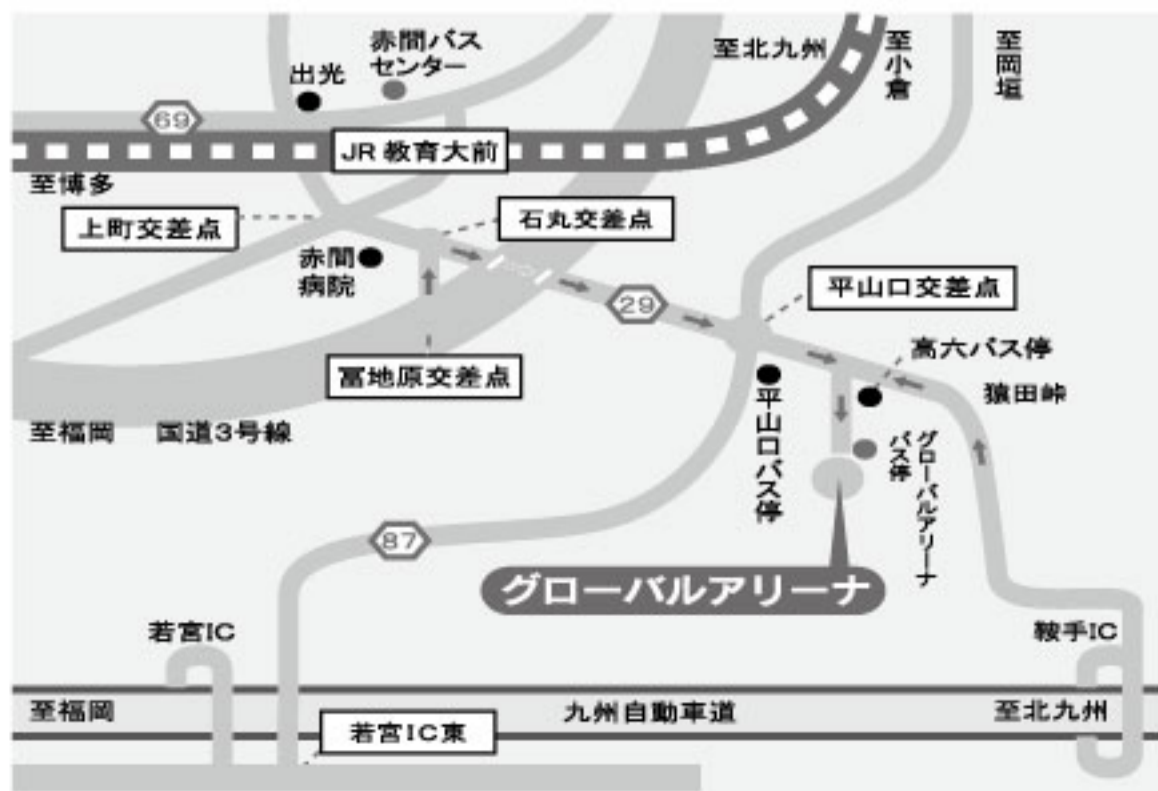 赤間バス
センター
出光
至北九州
至小倉
至岡垣
69
JR 教育大前
至博多
上町交差点
石丸交差点
赤間
病院
平山口交差点
29
高六バス停
冨地原交差点
猿田峠
至福岡
国道3号線
平山口バス停
グローバルアリーナ
バス停
87
グローバルアリーナ
若宮IC
鞍手IC
至福岡
九州自動車道
至北九州
若宮IC東